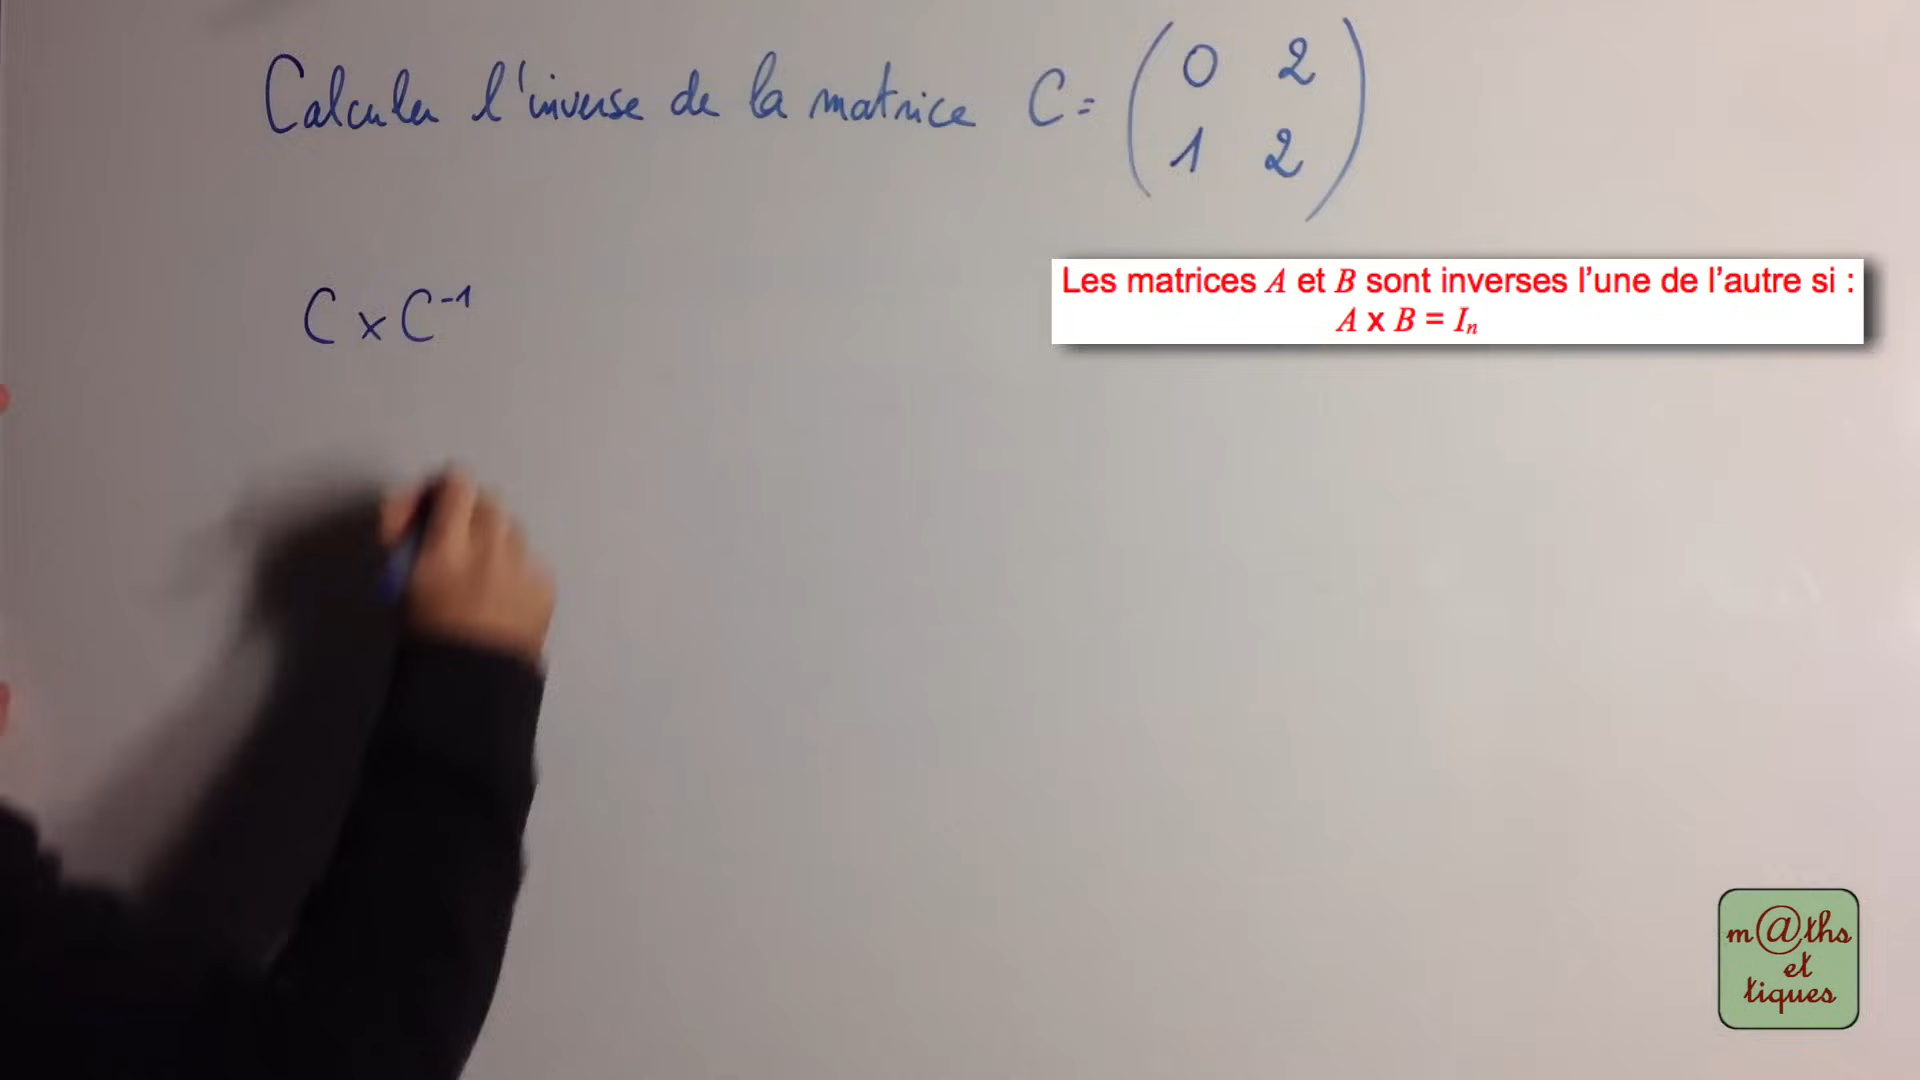 Calculer l'inverse de la matrice C = ( 0 2
1 2 )
Les matrices A et B sont inverses l'une de l'autre si :
A x B = Iₙ
C × C⁻¹
m@ths
et
tiques